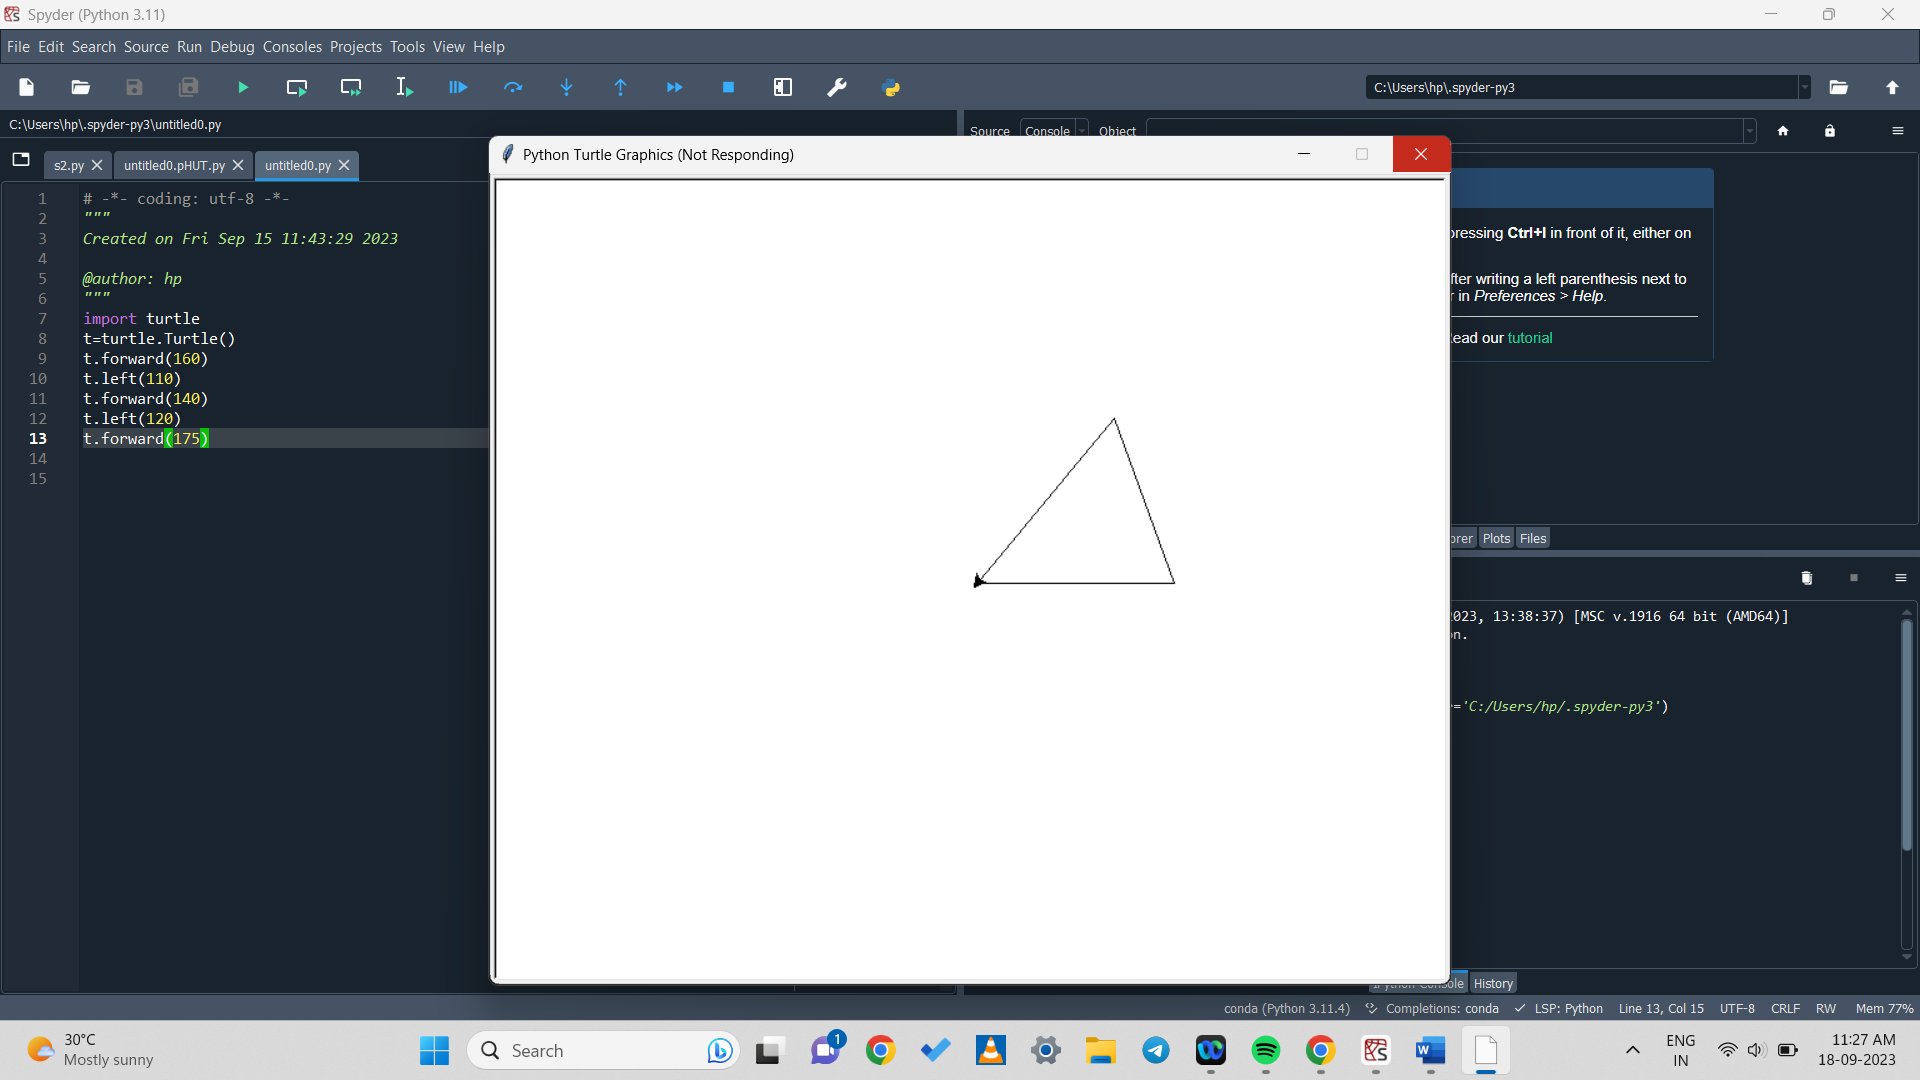 Spyder (Python 3.11)
File Edit Search Source Run Debug Consoles Projects Tools View Help
C:\Users\hp\.spyder-py3
C:\Users\hp\.spyder-py3\untitled0.py
Source Console Object
s2.py untitled0.pHUT.py untitled0.py
Python Turtle Graphics (Not Responding)
1 # -*- coding: utf-8 -*-
2 """
3 Created on Fri Sep 15 11:43:29 2023
4
5 @author: hp
6 """
7 import turtle
8 t=turtle.Turtle()
9 t.forward(160)
10 t.left(110)
11 t.forward(140)
12 t.left(120)
13 t.forward(175)
14
15
pressing Ctrl+I in front of it, either on
after writing a left parenthesis next to
in Preferences > Help.
read our tutorial
orer Plots Files
023, 13:38:37) [MSC v.1916 64 bit (AMD64)]
n.
='C:/Users/hp/.spyder-py3')
IPython Console History
conda (Python 3.11.4) Completions: conda LSP: Python Line 13, Col 15 UTF-8 CRLF RW Mem 77%
30°C
Mostly sunny
Search
1
ENG
IN
11:27 AM
18-09-2023